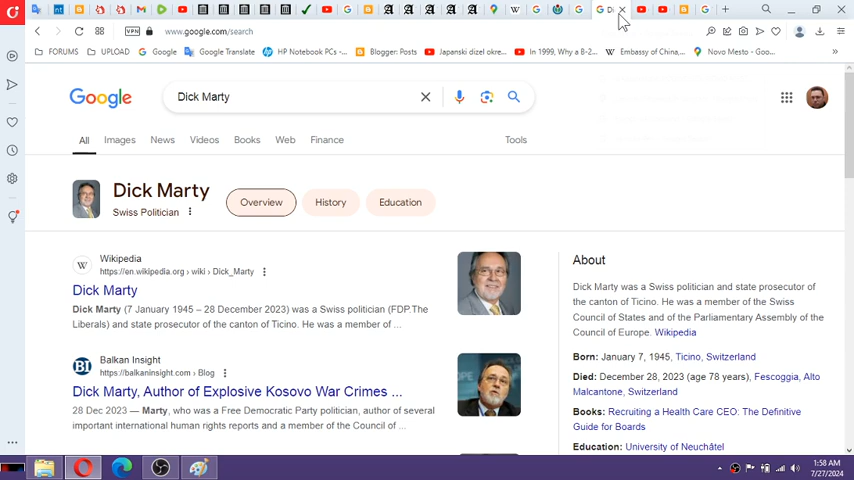 Di
VPN
www.google.com/search
FORUMS
UPLOAD
Google
Google Translate
HP Notebook PCs -...
Blogger: Posts
Japanski dizel okre...
In 1999, Why a B-2...
Embassy of China,...
Novo Mesto - Goo...
Google
Dick Marty
All
Images
News
Videos
Books
Web
Finance
Tools
Dick Marty
Swiss Politician
Overview
History
Education
Wikipedia
https://en.wikipedia.org › wiki › Dick_Marty
Dick Marty
Dick Marty (7 January 1945 – 28 December 2023) was a Swiss politician (FDP.The
Liberals) and state prosecutor of the canton of Ticino. He was a member of ...
Balkan Insight
https://balkaninsight.com › Blog
Dick Marty, Author of Explosive Kosovo War Crimes ...
28 Dec 2023 — Marty, who was a Free Democratic Party politician, author of several
important international human rights reports and a member of the Council of ...
About
Dick Marty was a Swiss politician and state prosecutor of
the canton of Ticino. He was a member of the Swiss
Council of States and of the Parliamentary Assembly of the
Council of Europe. Wikipedia
Born: January 7, 1945, Ticino, Switzerland
Died: December 28, 2023 (age 78 years), Fescoggia, Alto
Malcantone, Switzerland
Books: Recruiting a Health Care CEO: The Definitive
Guide for Boards
Education: University of Neuchâtel
1:58 AM
7/27/2024